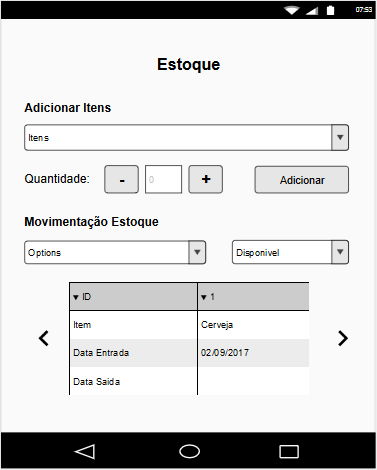 07:53
Estoque
Adicionar Itens
Itens
Quantidade: - 0 + Adicionar
Movimentação Estoque
Options Disponivel
ID 1
Item Cerveja
Data Entrada 02/09/2017
Data Saida